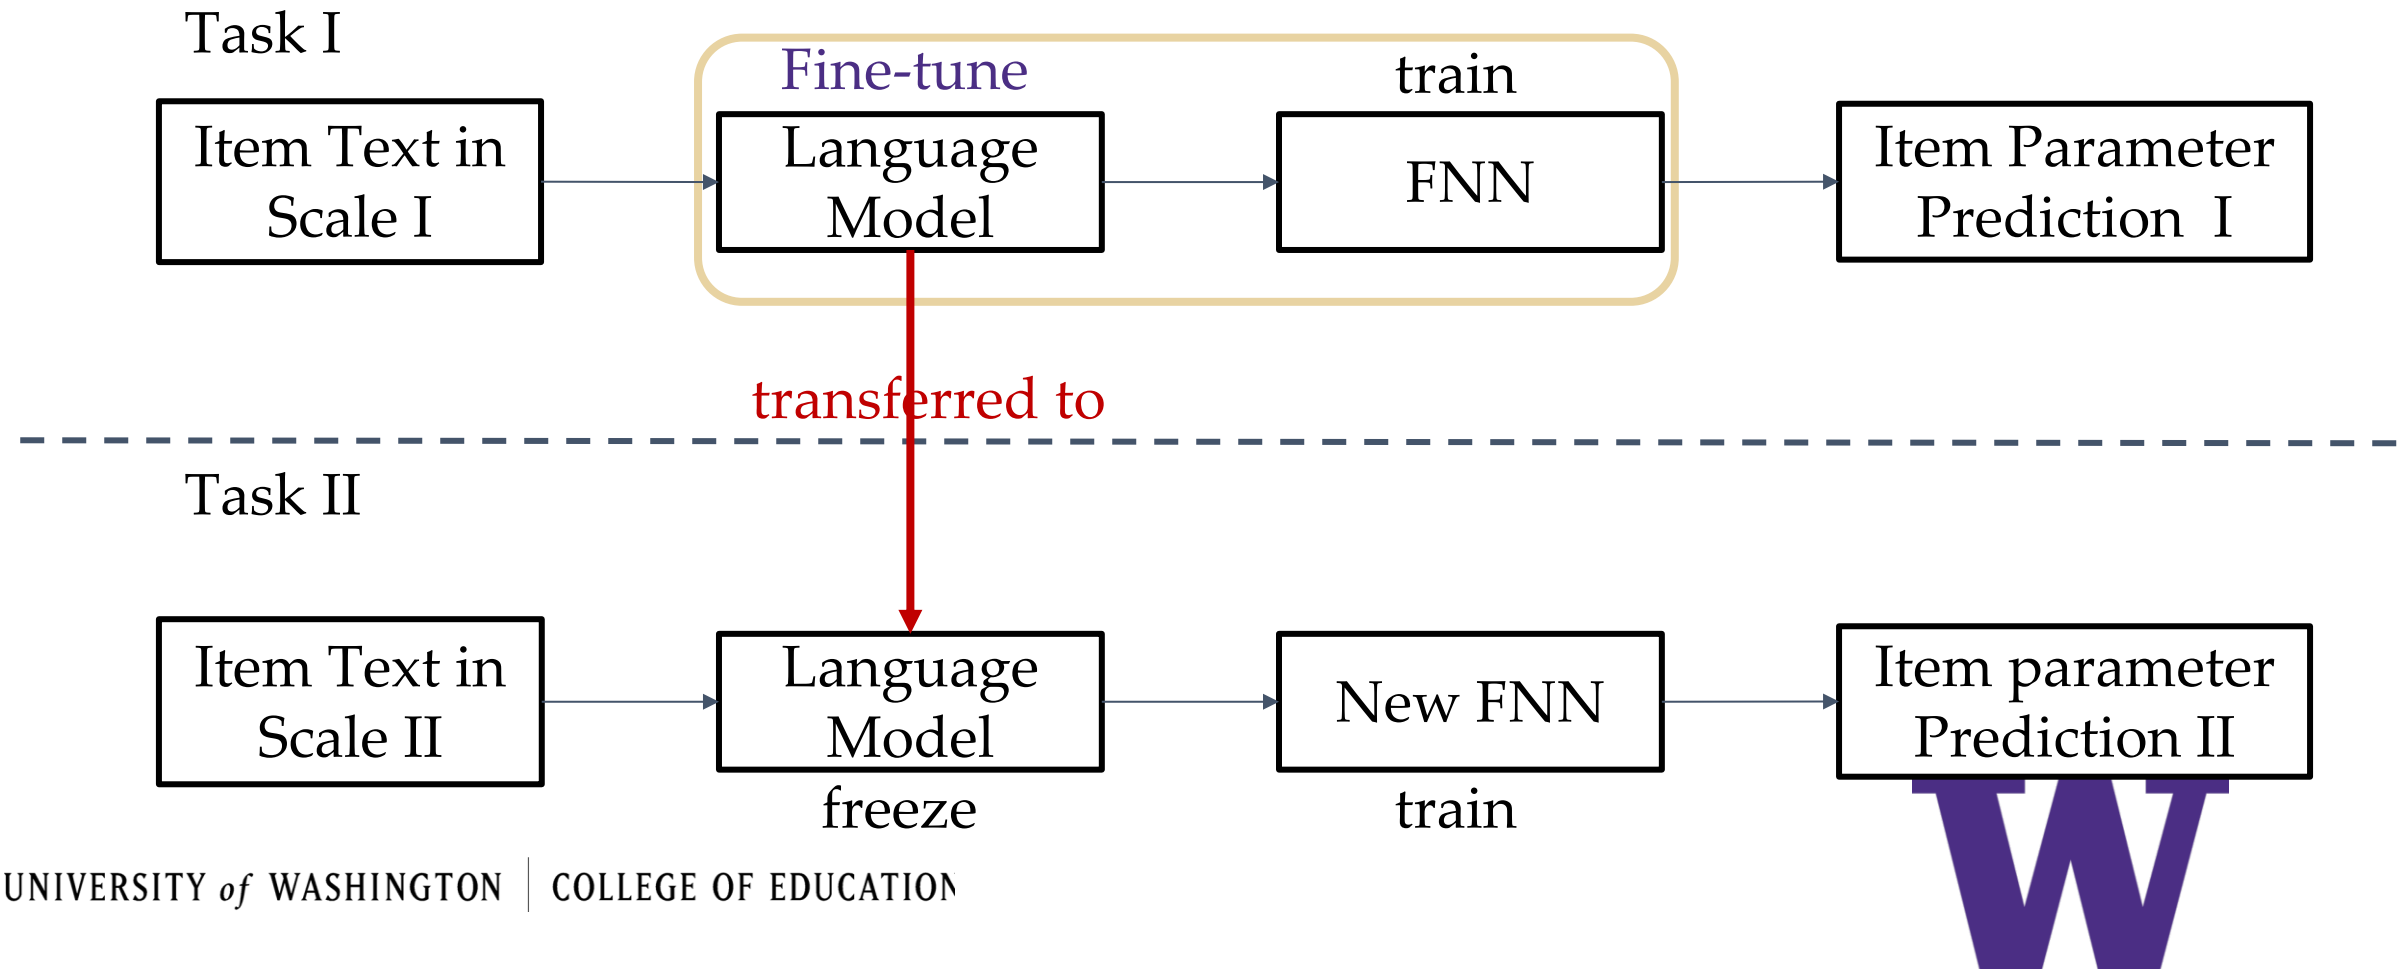 Task I
Fine-tune
train
Item Text in
Scale I
Language
Model
FNN
Item Parameter
Prediction I
transferred to
Task II
Item Text in
Scale II
Language
Model
New FNN
Item parameter
Prediction II
freeze
train
UNIVERSITY of WASHINGTON | COLLEGE OF EDUCATION
W